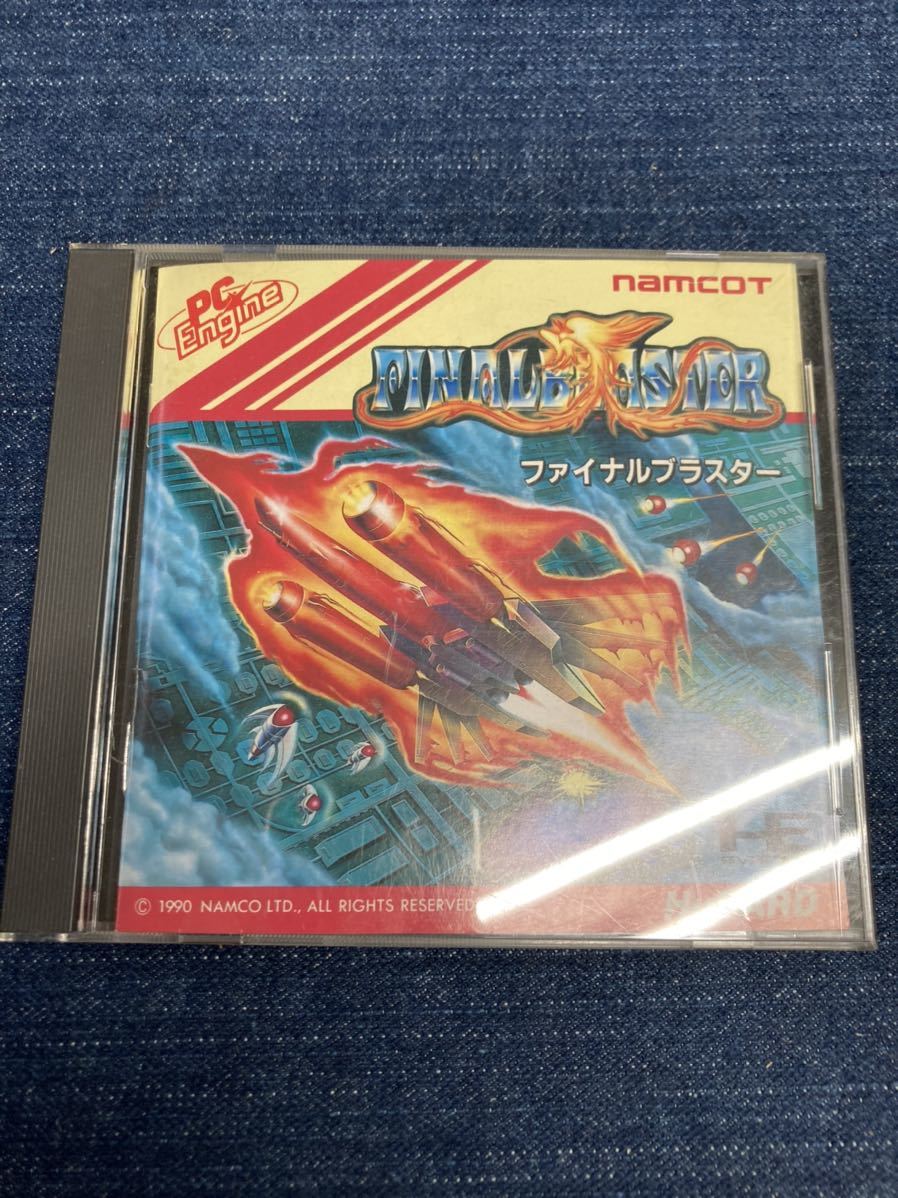 PC Engine
namcot
FINAL BLASTER
ファイナルブラスター
HE
© 1990 NAMCO LTD., ALL RIGHTS RESERVED